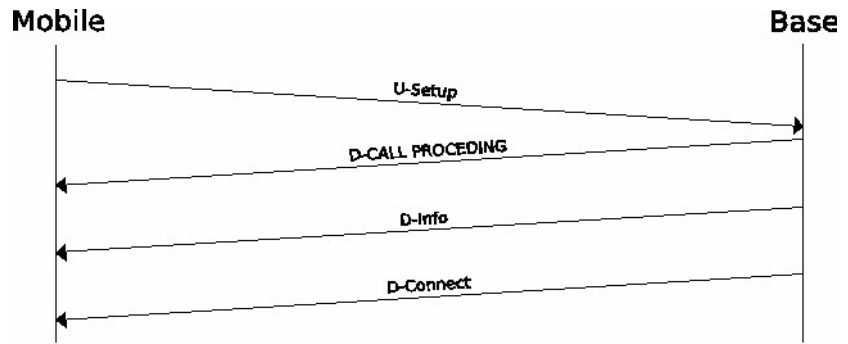 Mobile
Base
U-Setup
D-CALL PROCEDING
D-Info
D-Connect